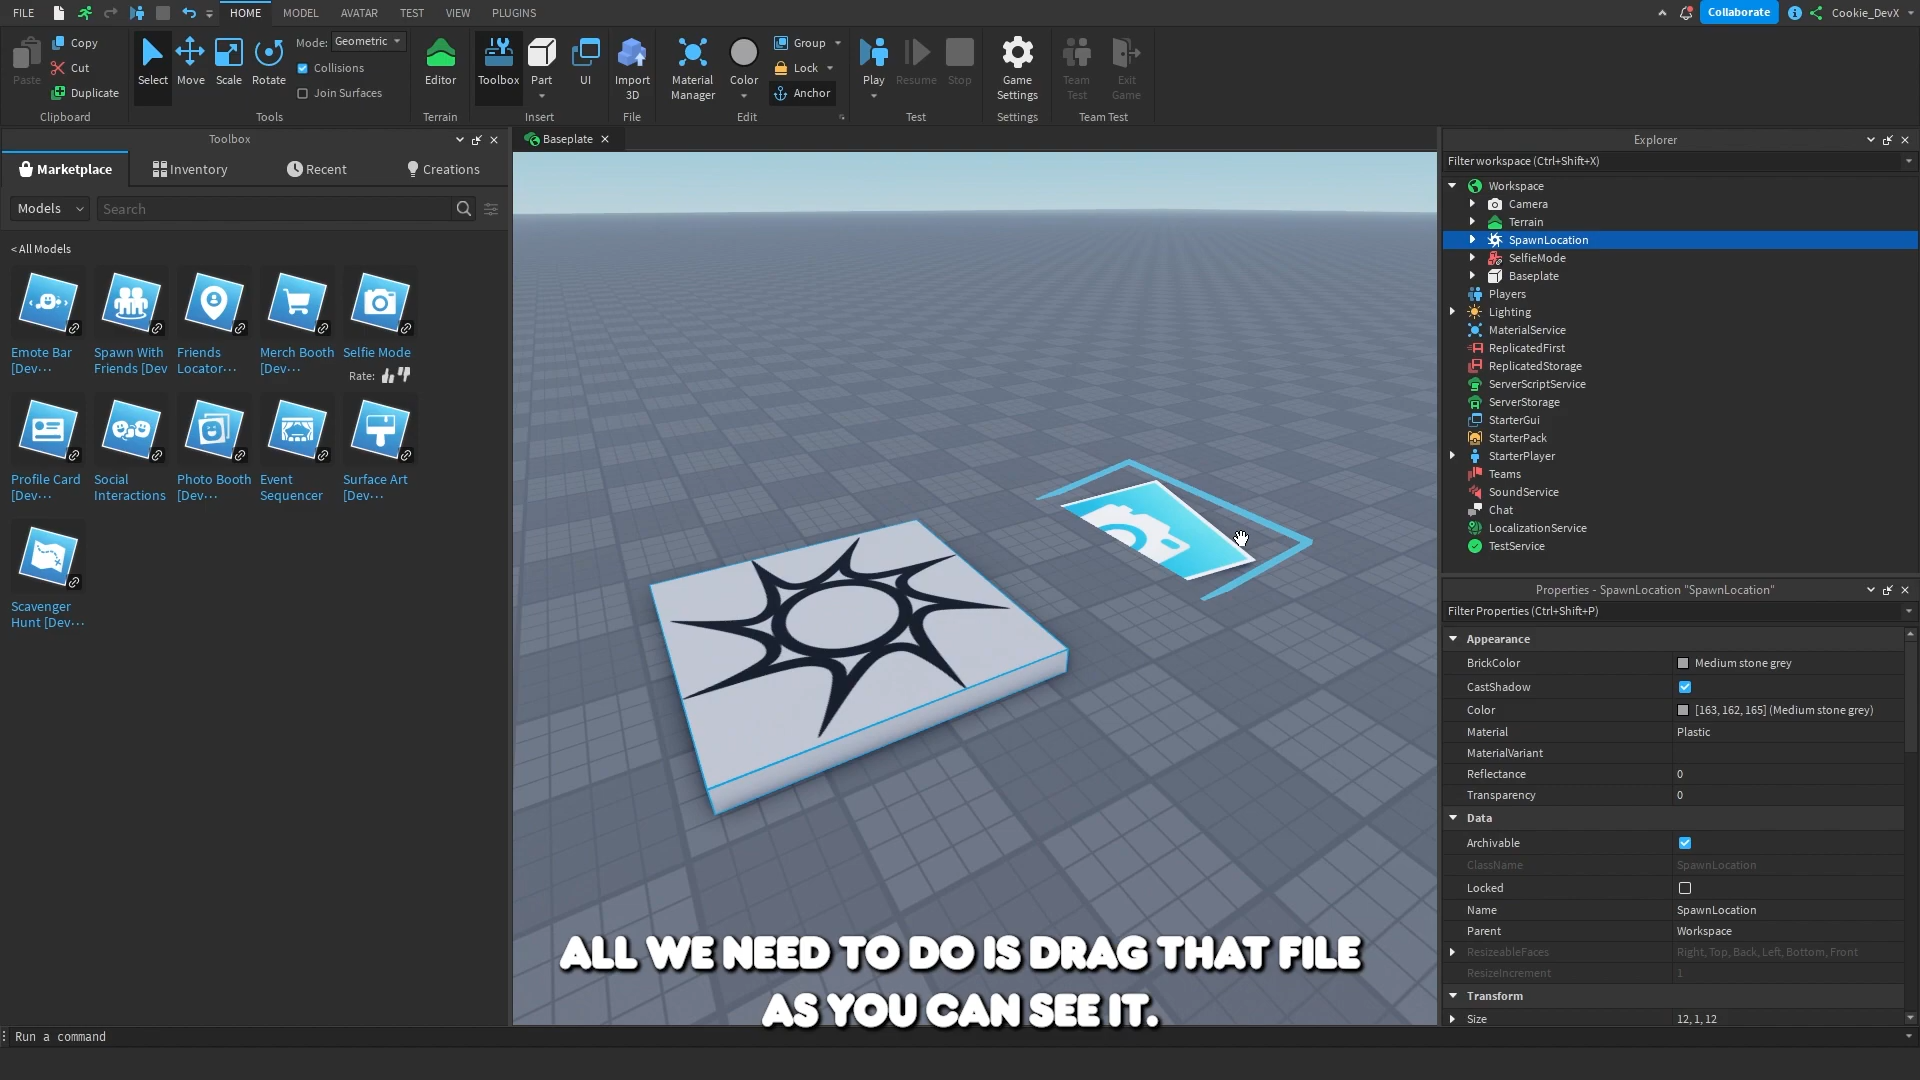 FILE
HOME
MODEL
AVATAR
TEST
VIEW
PLUGINS
Collaborate
Cookie_DevX
Paste
Copy
Cut
Duplicate
Clipboard
Select
Move
Scale
Rotate
Mode:
Geometric
Collisions
Join Surfaces
Tools
Editor
Terrain
Toolbox
Part
UI
Insert
Import
3D
File
Material
Manager
Color
Group
Lock
Anchor
Edit
Play
Resume
Stop
Test
Game
Settings
Settings
Team
Test
Exit
Game
Team Test
Toolbox
Marketplace
Inventory
Recent
Creations
Models
Search
< All Models
Emote Bar
[Dev···
Spawn With
Friends [Dev
Friends
Locator···
Merch Booth
[Dev···
Selfie Mode
Rate:
Profile Card
[Dev···
Social
Interactions
Photo Booth
[Dev···
Event
Sequencer
Surface Art
[Dev···
Scavenger
Hunt [Dev···
Baseplate
ALL WE NEED TO DO IS DRAG THAT FILE
AS YOU CAN SEE IT.
Explorer
Filter workspace (Ctrl+Shift+X)
Workspace
Camera
Terrain
SpawnLocation
SelfieMode
Baseplate
Players
Lighting
MaterialService
ReplicatedFirst
ReplicatedStorage
ServerScriptService
ServerStorage
StarterGui
StarterPack
StarterPlayer
Teams
SoundService
Chat
LocalizationService
TestService
Properties - SpawnLocation "SpawnLocation"
Filter Properties (Ctrl+Shift+P)
Appearance
BrickColor Medium stone grey
CastShadow
Color [163, 162, 165] (Medium stone grey)
Material Plastic
MaterialVariant
Reflectance 0
Transparency 0
Data
Archivable
ClassName SpawnLocation
Locked
Name SpawnLocation
Parent Workspace
ResizeableFaces Right, Top, Back, Left, Bottom, Front
ResizeIncrement 1
Transform
Size 12, 1, 12
Run a command